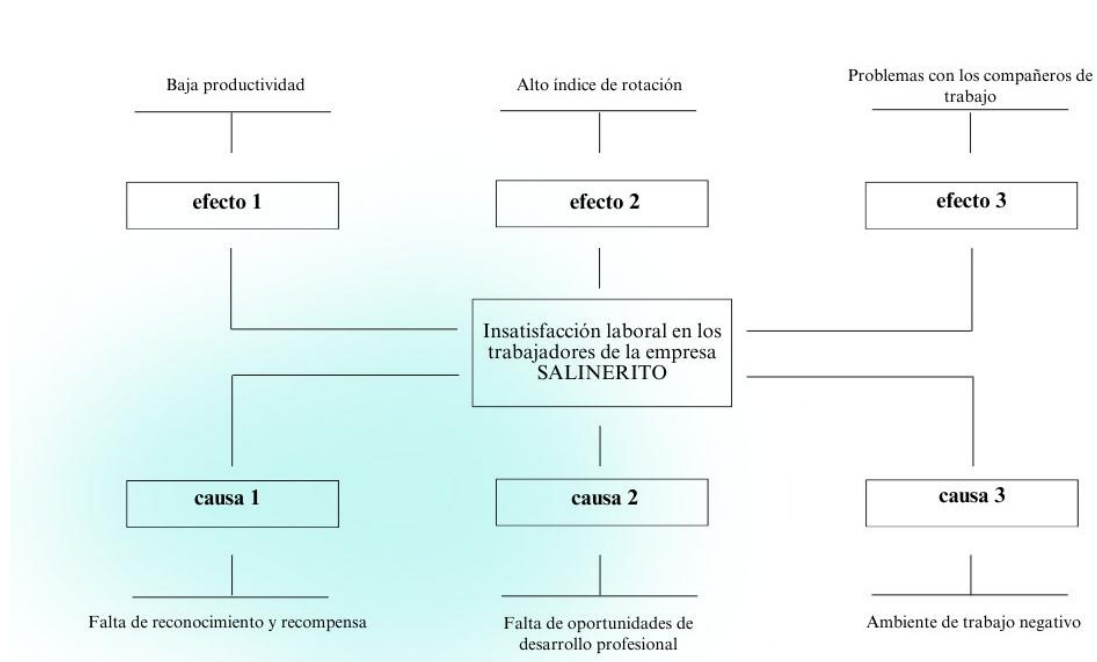 Baja productividad
Alto índice de rotación
Problemas con los compañeros de
trabajo
efecto 1
efecto 2
efecto 3
Insatisfacción laboral en los
trabajadores de la empresa
SALINERITO
causa 1
causa 2
causa 3
Falta de reconocimiento y recompensa
Falta de oportunidades de
desarrollo profesional
Ambiente de trabajo negativo